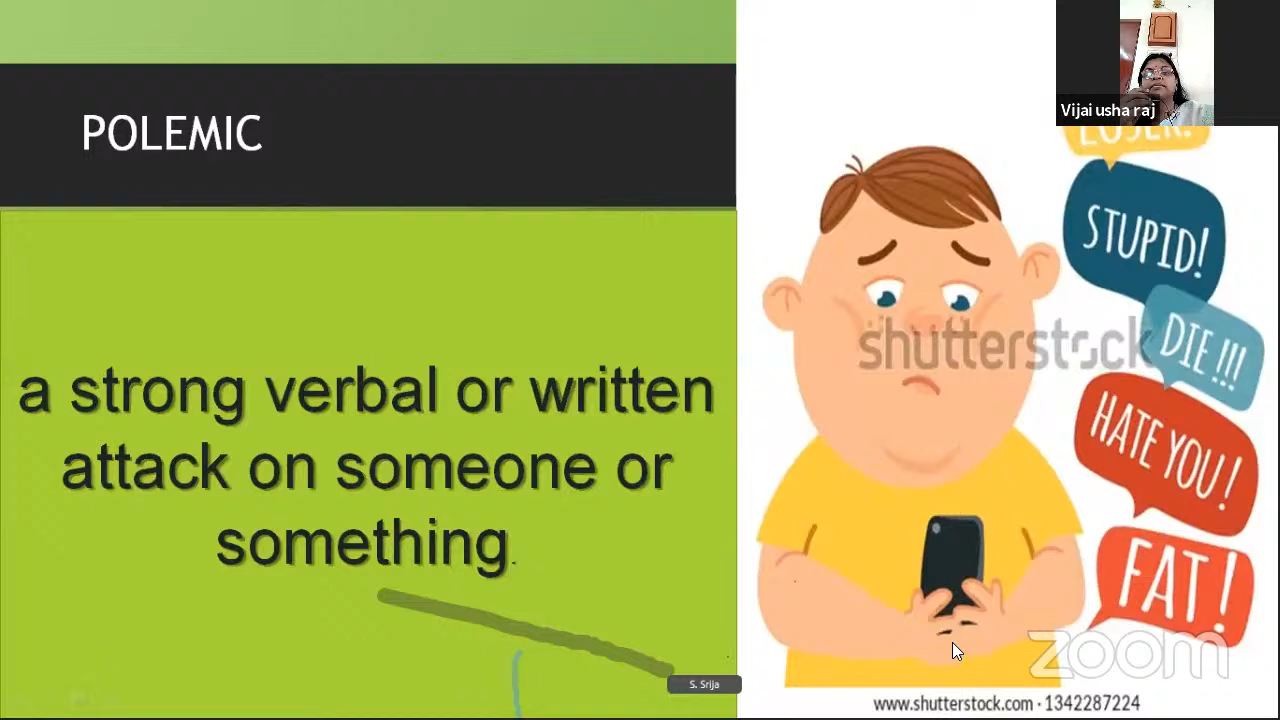 POLEMIC
a strong verbal or written
attack on someone or
something.
Vijai usha raj
LOSER!
STUPID!
DIE!!!
HATE YOU!
FAT!
shutterstock
zoom
S. Srija
www.shutterstock.com · 1342287224